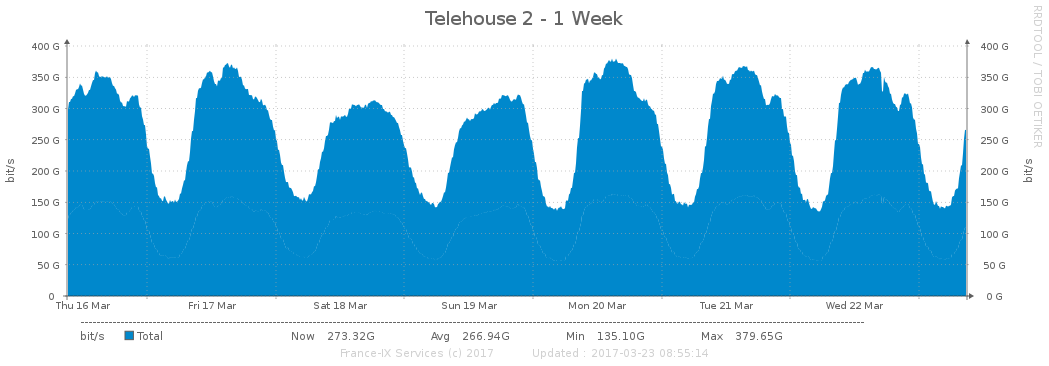 Telehouse 2 - 1 Week
RRDTOOL / TOBI OETIKER
bit/s
400 G
350 G
300 G
250 G
200 G
150 G
100 G
50 G
0
400 G
350 G
300 G
250 G
200 G
150 G
100 G
50 G
0 G
bit/s
Thu 16 Mar Fri 17 Mar Sat 18 Mar Sun 19 Mar Mon 20 Mar Tue 21 Mar Wed 22 Mar
bit/s Total Now 273.32G Avg 266.94G Min 135.10G Max 379.65G
France-IX Services (c) 2017 Updated : 2017-03-23 08:55:14